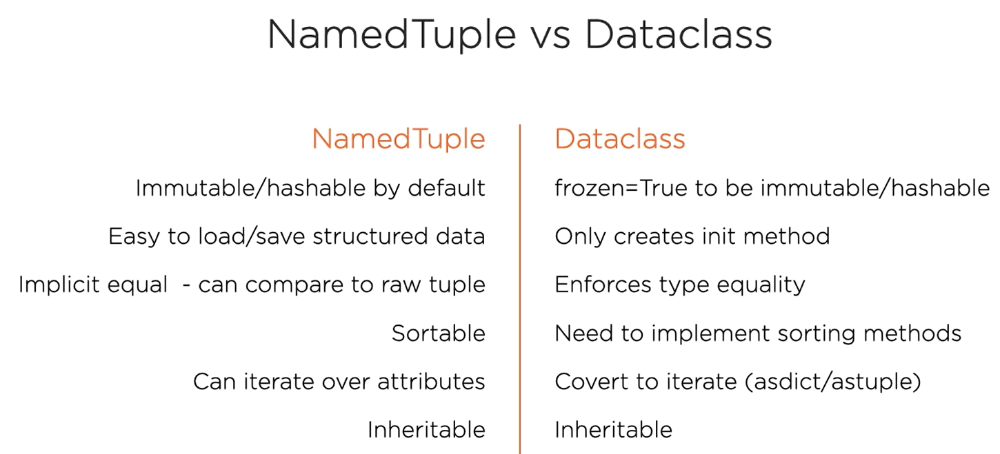 NamedTuple vs Dataclass
NamedTuple
Dataclass
Immutable/hashable by default
frozen=True to be immutable/hashable
Easy to load/save structured data
Only creates init method
Implicit equal - can compare to raw tuple
Enforces type equality
Sortable
Need to implement sorting methods
Can iterate over attributes
Covert to iterate (asdict/astuple)
Inheritable
Inheritable